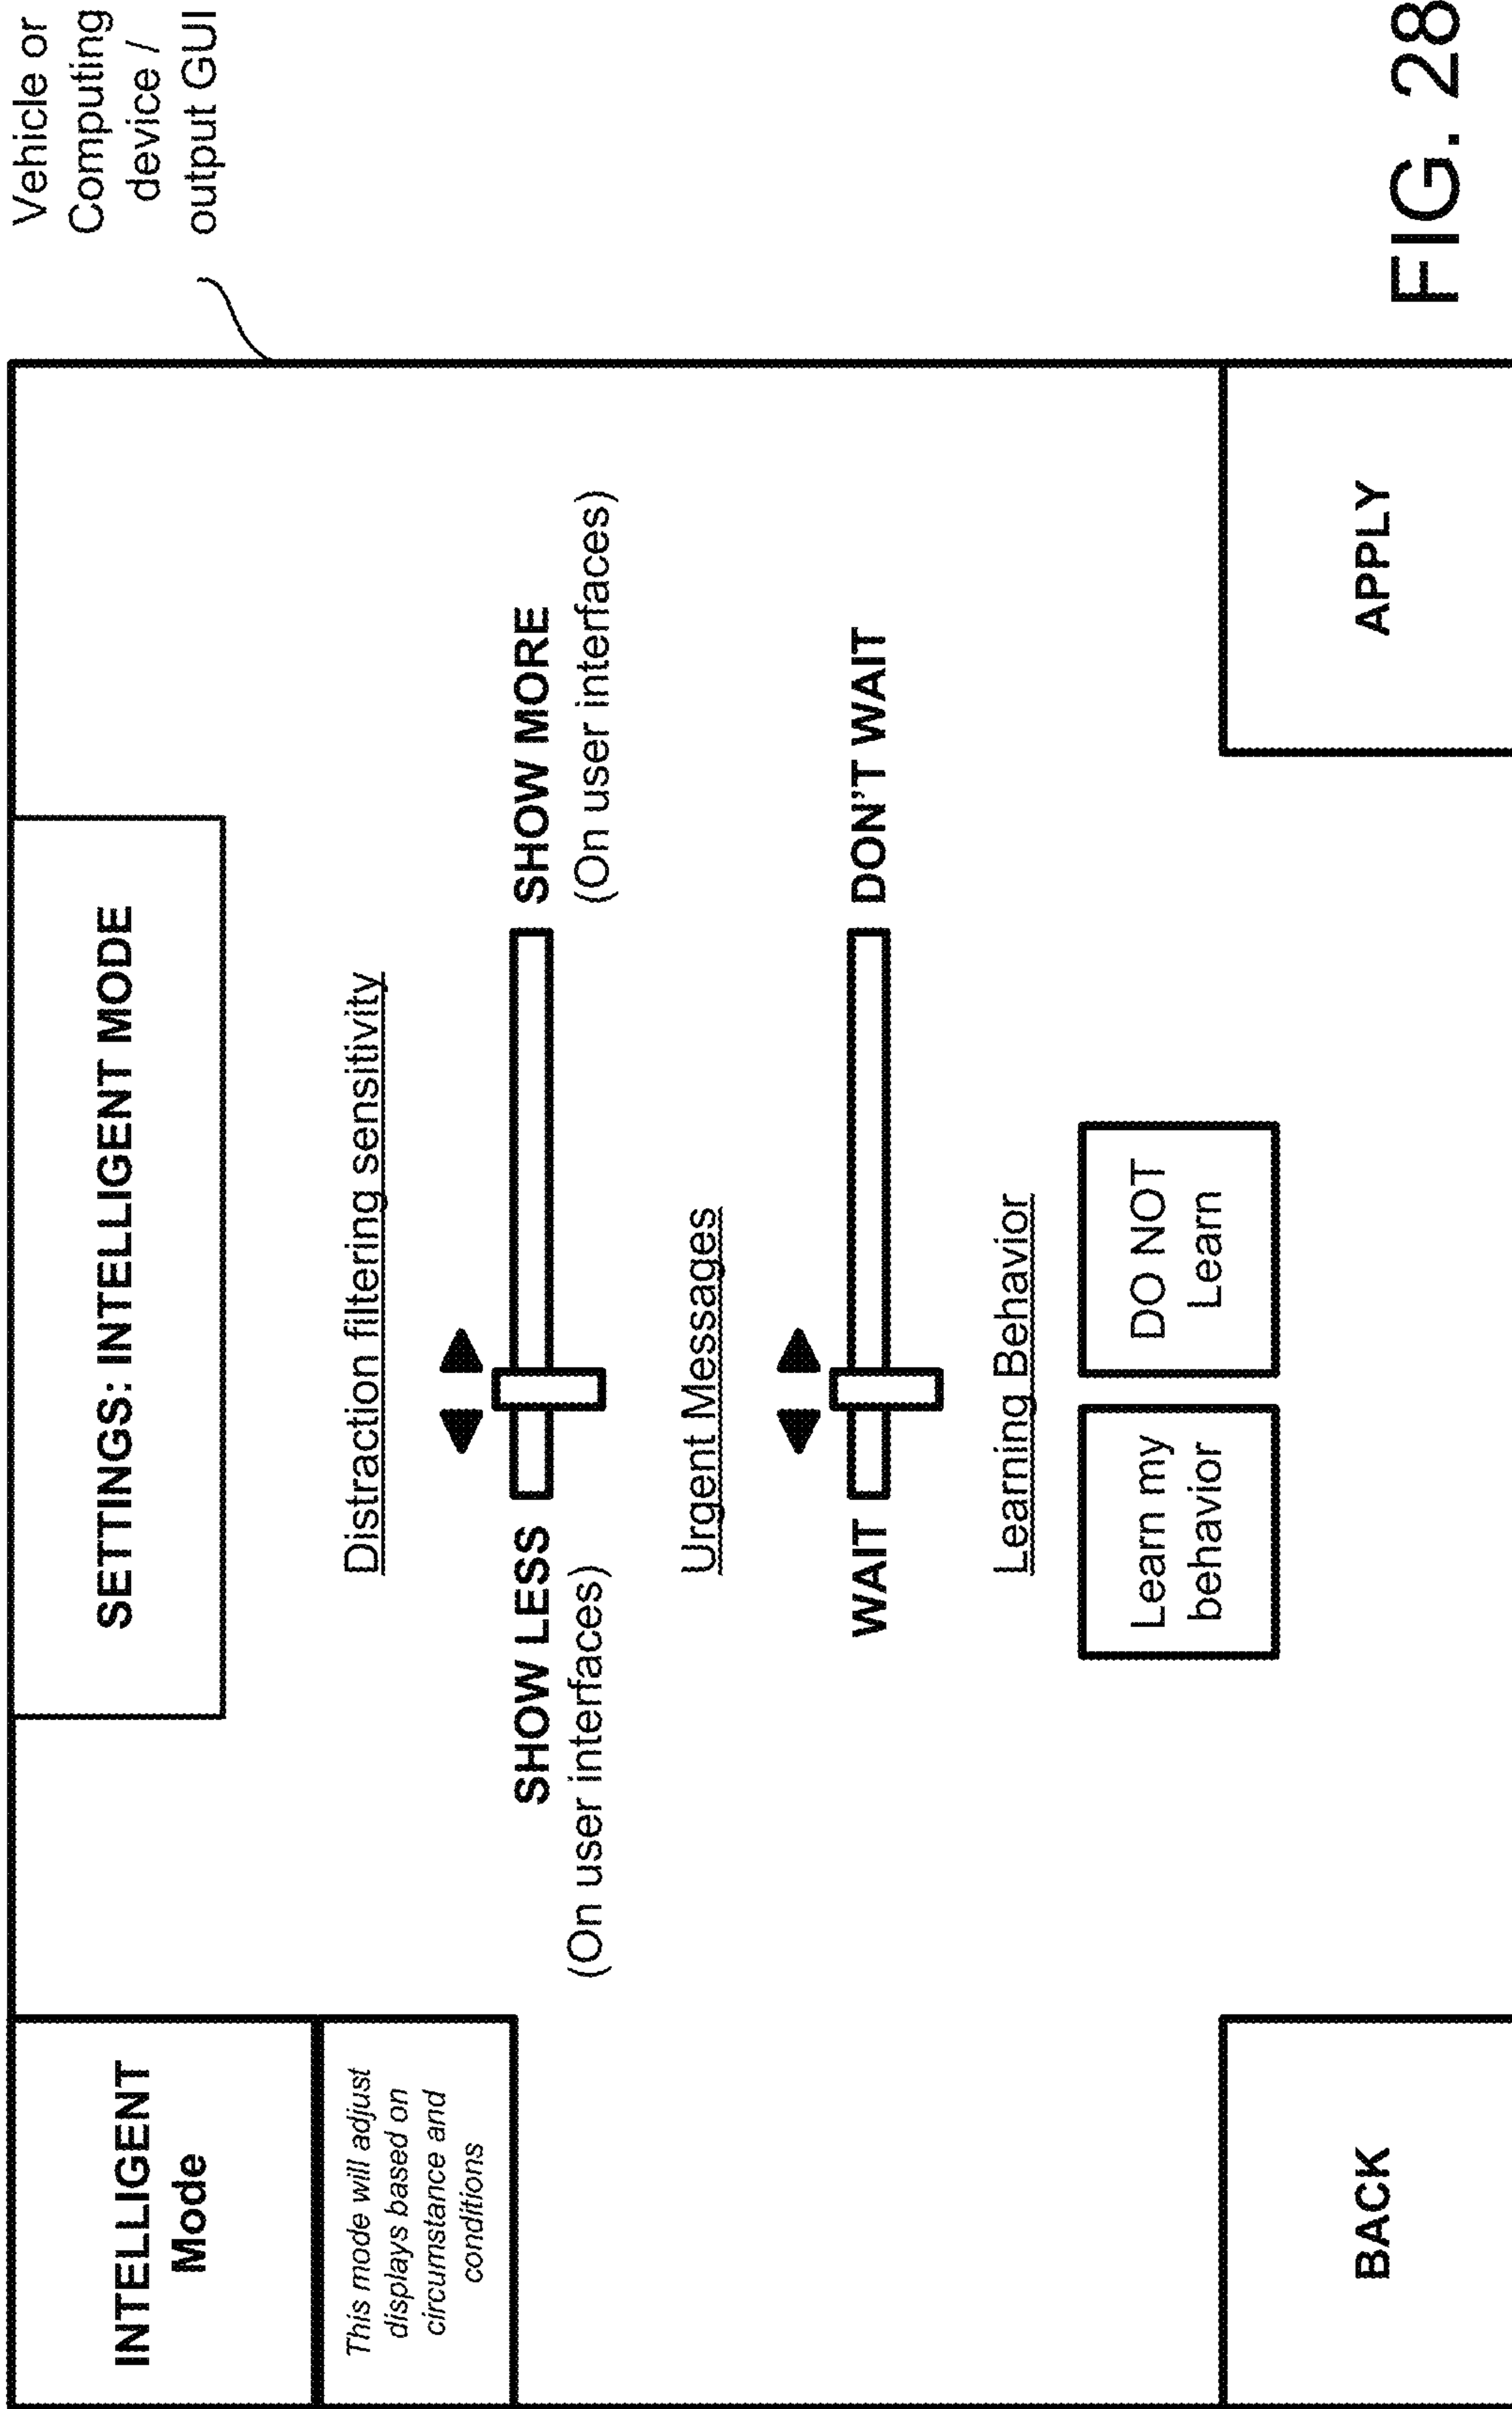 Vehicle or
Computing
device /
output GUI
INTELLIGENT
Mode
This mode will adjust
displays based on
circumstance and
conditions
SETTINGS: INTELLIGENT MODE
Distraction filtering sensitivity
SHOW LESS
(On user interfaces)
SHOW MORE
(On user interfaces)
Urgent Messages
WAIT
DON'T WAIT
Learning Behavior
Learn my
behavior
DO NOT
Learn
BACK
APPLY
FIG. 28